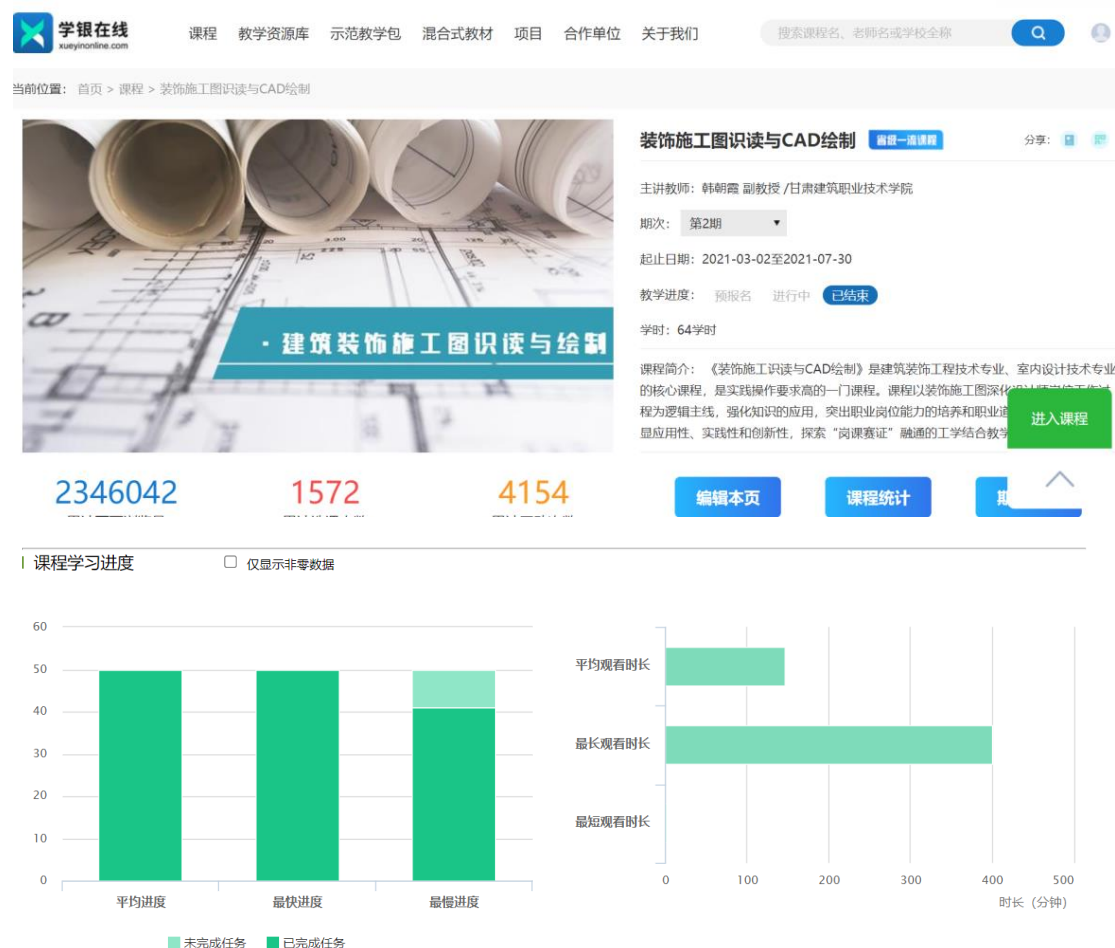 学银在线
xueyinonline.com
课程 教学资源库 示范教学包 混合式教材 项目 合作单位 关于我们
搜索课程名、老师名或学校全称
当前位置： 首页 > 课程 > 装饰施工图识读与CAD绘制
·建筑装饰施工图识读与绘制
装饰施工图识读与CAD绘制 省级一流课程 分享：
主讲教师：韩朝霞 副教授 /甘肃建筑职业技术学院
期次： 第2期
起止日期：2021-03-02至2021-07-30
教学进度： 预报名 进行中 已结束
学时：64学时
课程简介： 《装饰施工识读与CAD绘制》是建筑装饰工程技术专业、室内设计技术专业
的核心课程，是实践操作要求高的一门课程。课程以装饰施工图深化
程为逻辑主线，强化知识的应用，突出职业岗位能力的培养和职业道
显应用性、实践性和创新性，探索“岗课赛证”融通的工学结合教学
进入课程
2346042 1572 4154
编辑本页 课程统计 期
课程学习进度 仅显示非零数据
60
50
40
30
20
10
0
平均进度 最快进度 最慢进度
未完成任务 已完成任务
平均观看时长
最长观看时长
最短观看时长
0 100 200 300 400 500
时长（分钟）